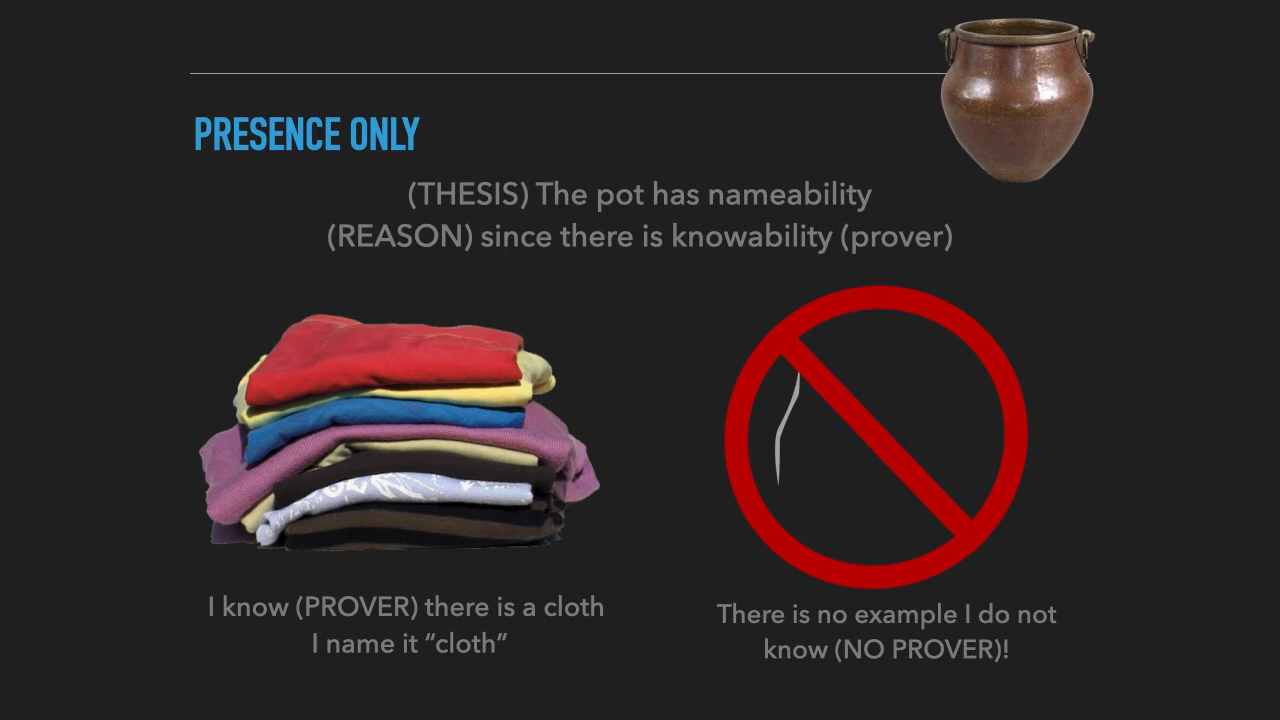 PRESENCE ONLY
(THESIS) The pot has nameability
(REASON) since there is knowability (prover)
I know (PROVER) there is a cloth
I name it “cloth”
There is no example I do not
know (NO PROVER)!